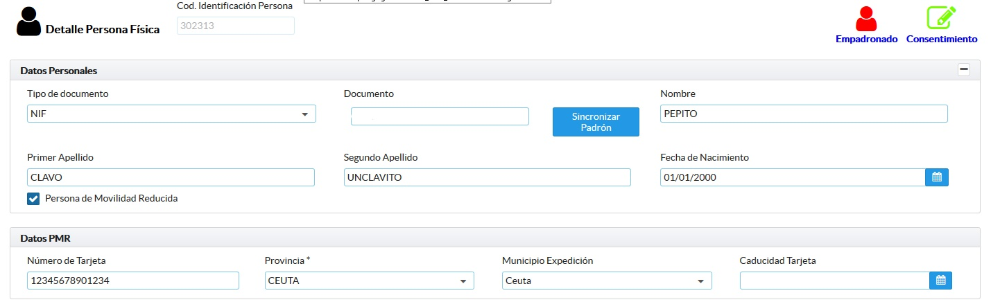 Cod. Identificación Persona
Detalle Persona Física
302313
Empadronado
Consentimiento
Datos Personales
Tipo de documento
Documento
Nombre
NIF
Sincronizar
Padrón
PEPITO
Primer Apellido
Segundo Apellido
Fecha de Nacimiento
CLAVO
UNCLAVITO
01/01/2000
Persona de Movilidad Reducida
Datos PMR
Número de Tarjeta
Provincia *
Municipio Expedición
Caducidad Tarjeta
12345678901234
CEUTA
Ceuta